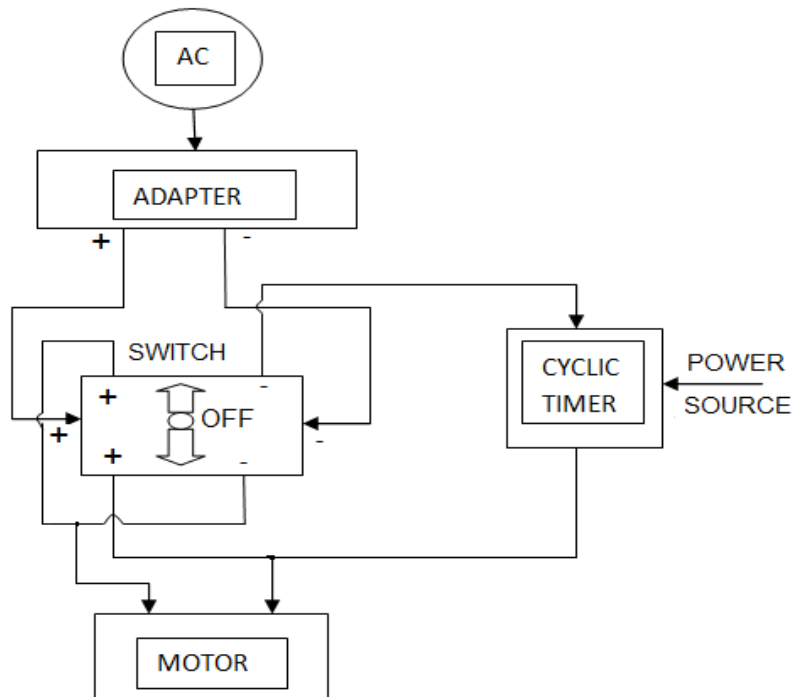 AC
ADAPTER
+ -
SWITCH
+ -
OFF
+ -
+ -
CYCLIC
TIMER
POWER
SOURCE
MOTOR